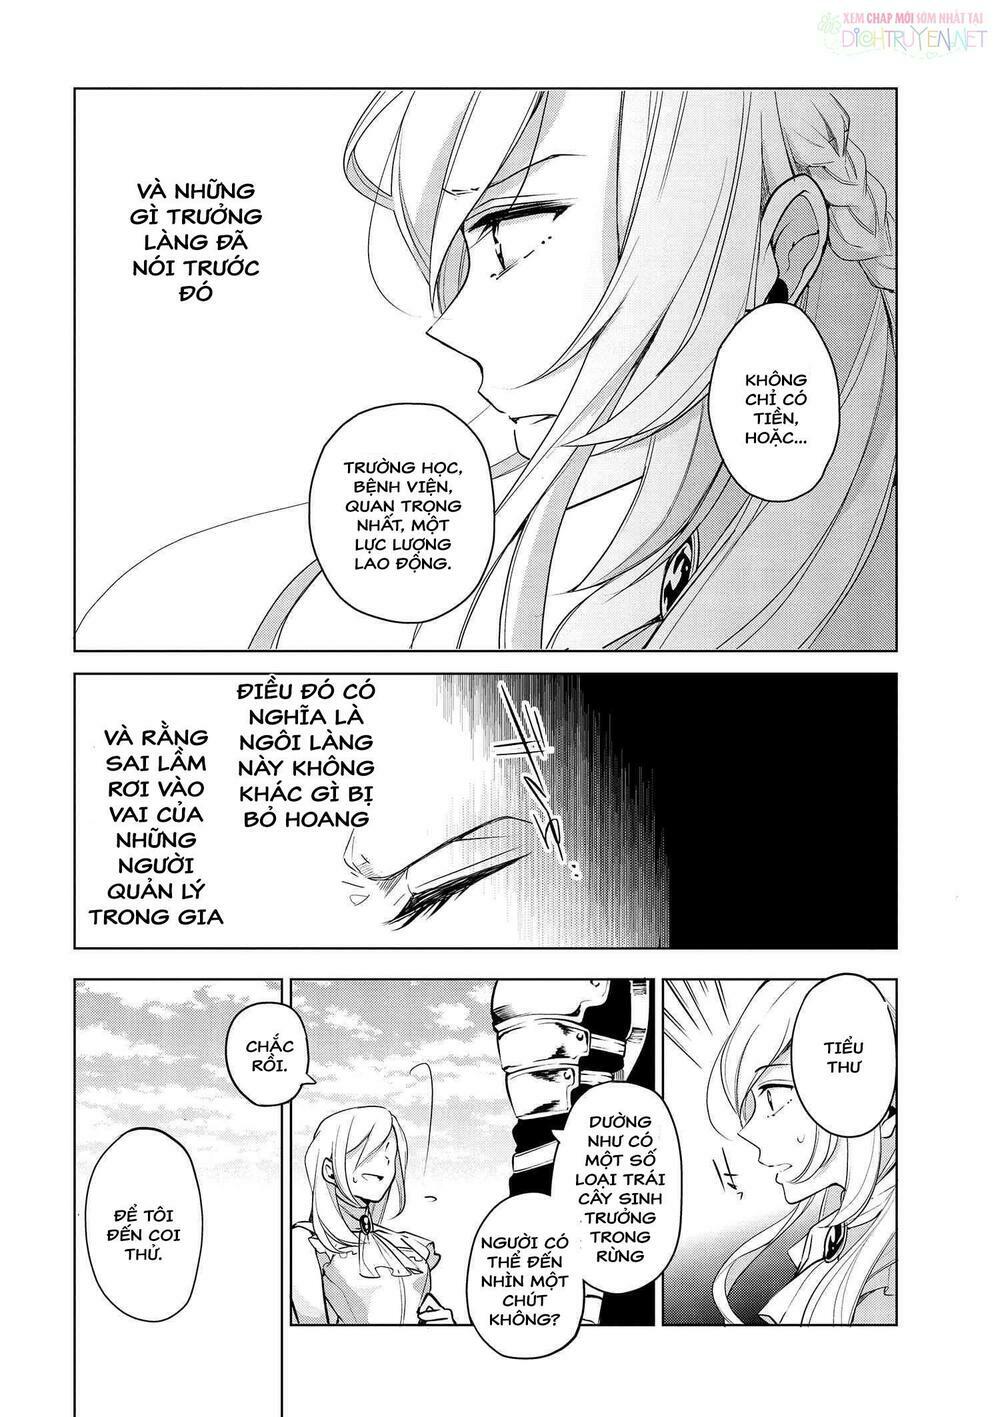 XEM CHAP MỚI SỚM NHẤT TẠI
DICHTRUYEN.NET
KHÔNG
CHỈ CÓ
TIỀN,
HOẶC...
TRƯỜNG HỌC,
BỆNH VIỆN,
QUAN TRỌNG
NHẤT, MỘT
LỰC LƯỢNG
LAO ĐỘNG.
VÀ NHỮNG
GÌ TRƯỞNG
LÀNG ĐÃ
NÓI TRƯỚC
ĐÓ
ĐIỀU ĐÓ CÓ
NGHĨA LÀ
NGÔI LÀNG
NÀY KHÔNG
KHÁC GÌ BỊ
BỎ HOANG
VÀ RẰNG
SAI LẦM
RƠI VÀO
VAI CỦA
NHỮNG
NGƯỜI
QUẢN LÝ
TRONG GIA
TIỂU
THƯ
DƯỜNG
NHƯ CÓ
MỘT SỐ
LOẠI TRÁI
CÂY SINH
TRƯỞNG
TRONG
RỪNG
NGƯỜI CÓ
THỂ ĐẾN
NHÌN MỘT
CHÚT
KHÔNG?
CHẮC
RỒI.
ĐỂ TÔI
ĐẾN COI
THỬ.